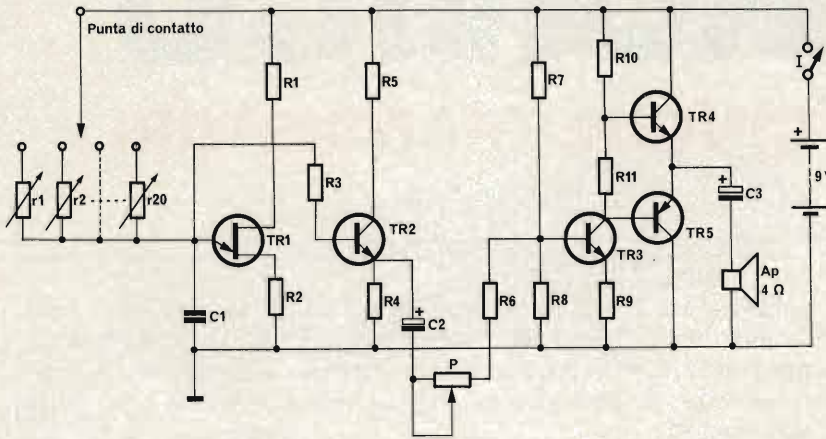 Punta di contatto
R1
R5
R7
R10
I
TR4
+
9 V
r1
r2
r20
R3
R11
+
C3
TR1
TR2
TR3
TR5
Ap
4 Ω
C1
R2
R4
+
C2
R6
R8
R9
P